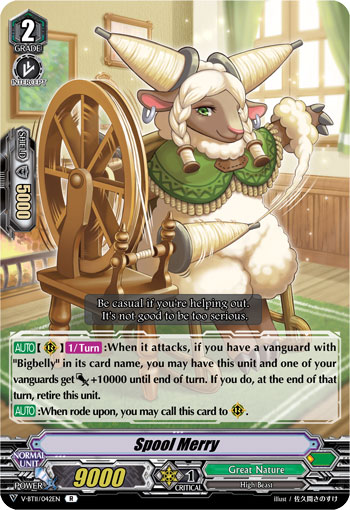 2
GRADE
INTERCEPT
SHIELD
5000
Be casual if you're helping out.
It's not good to be too serious.
AUTO【 】1/Turn :When it attacks, if you have a vanguard with
"Bigbelly" in its card name, you may have this unit and one of your
vanguards get +10000 until end of turn. If you do, at the end of that
turn, retire this unit.
AUTO:When rode upon, you may call this card to .
Spool Merry
NORMAL
UNIT
POWER
9000
1
CRITICAL
Great Nature
High Beast
V-BT11/042EN R
illust / 佐久間さのすけ